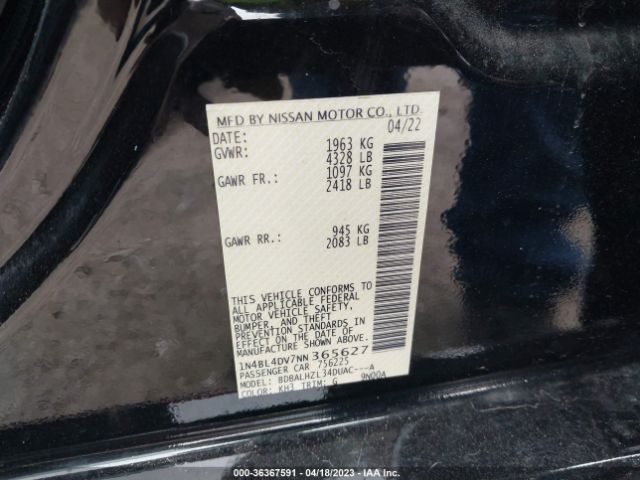 MFD BY NISSAN MOTOR CO., LTD.
DATE: 04/22
GVWR: 1963 KG
4328 LB
GAWR FR.: 1097 KG
2418 LB
GAWR RR.: 945 KG
2083 LB
THIS VEHICLE CONFORMS TO
ALL APPLICABLE FEDERAL
MOTOR VEHICLE SAFETY,
BUMPER, AND THEFT
PREVENTION STANDARDS IN
EFFECT ON THE DATE OF
MANUFACTURE SHOWN ABOVE.
1N4BL4DV7NN365627
PASSENGER CAR 756225
MODEL: BDBALHZL34DUAC---A
COLOR: KH3 TRIM: G 9N00A
000-36367591 - 04/18/2023 - IAA Inc.